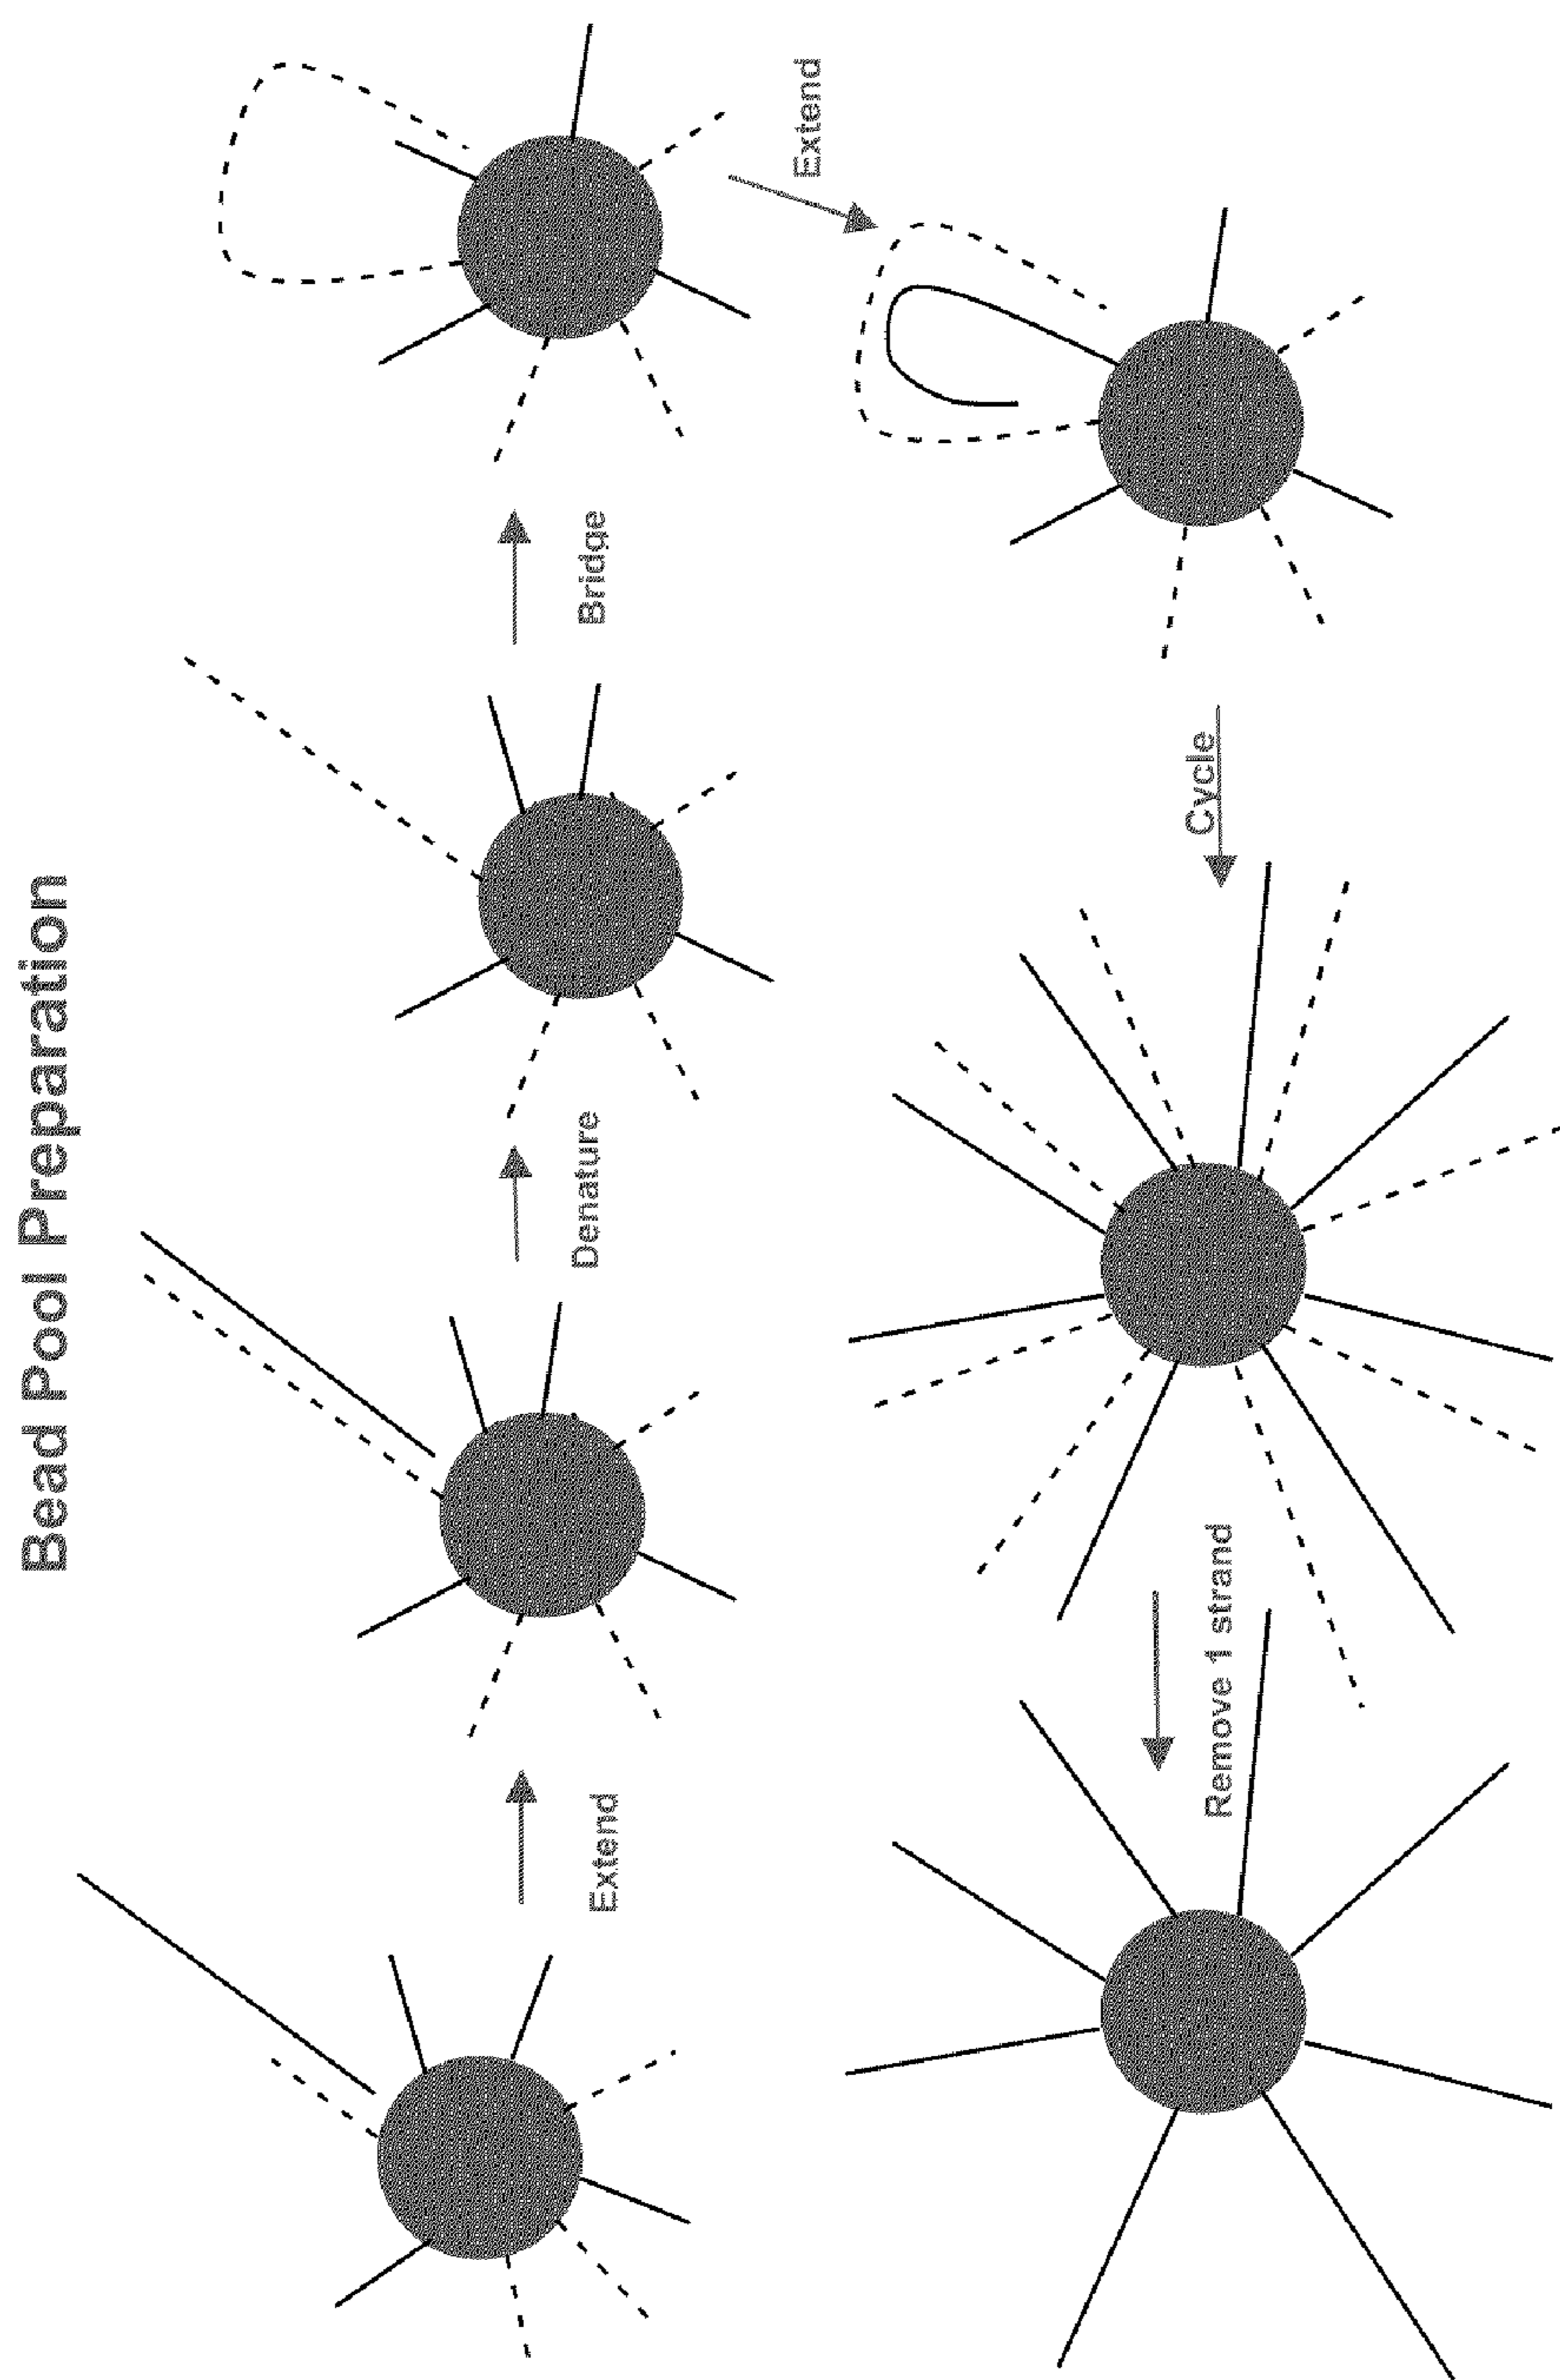 Bead Pool Preparation
Extend
Denature
Bridge
Extend
Cycle
Remove 1 strand